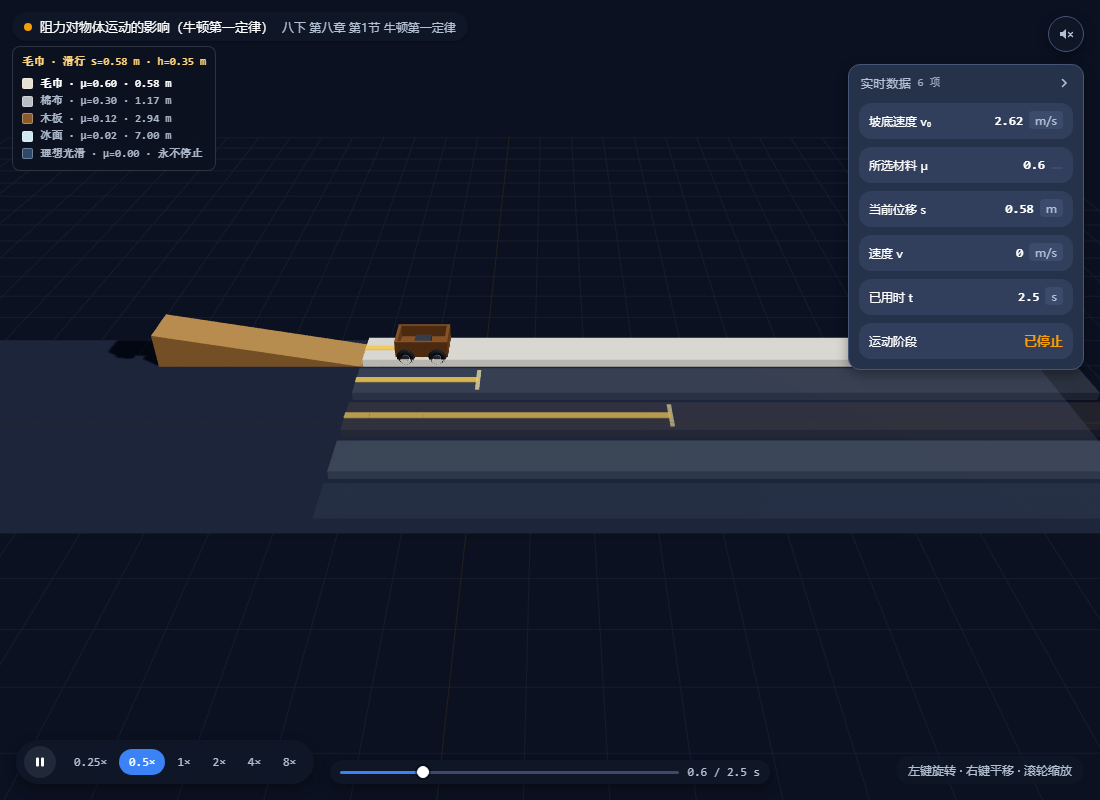 阻力对物体运动的影响（牛顿第一定律） 八下 第八章 第1节 牛顿第一定律
毛巾 · 滑行 s=0.58 m · h=0.35 m
毛巾 · μ=0.60 · 0.58 m
棉布 · μ=0.30 · 1.17 m
木板 · μ=0.12 · 2.94 m
冰面 · μ=0.02 · 7.00 m
理想光滑 · μ=0.00 · 永不停止
实时数据 6 项
坡底速度 v₀ 2.62 m/s
所选材料 μ 0.6 —
当前位移 s 0.58 m
速度 v 0 m/s
已用时 t 2.5 s
运动阶段 已停止
0.25× 0.5× 1× 2× 4× 8×
0.6 / 2.5 s
左键旋转 · 右键平移 · 滚轮缩放